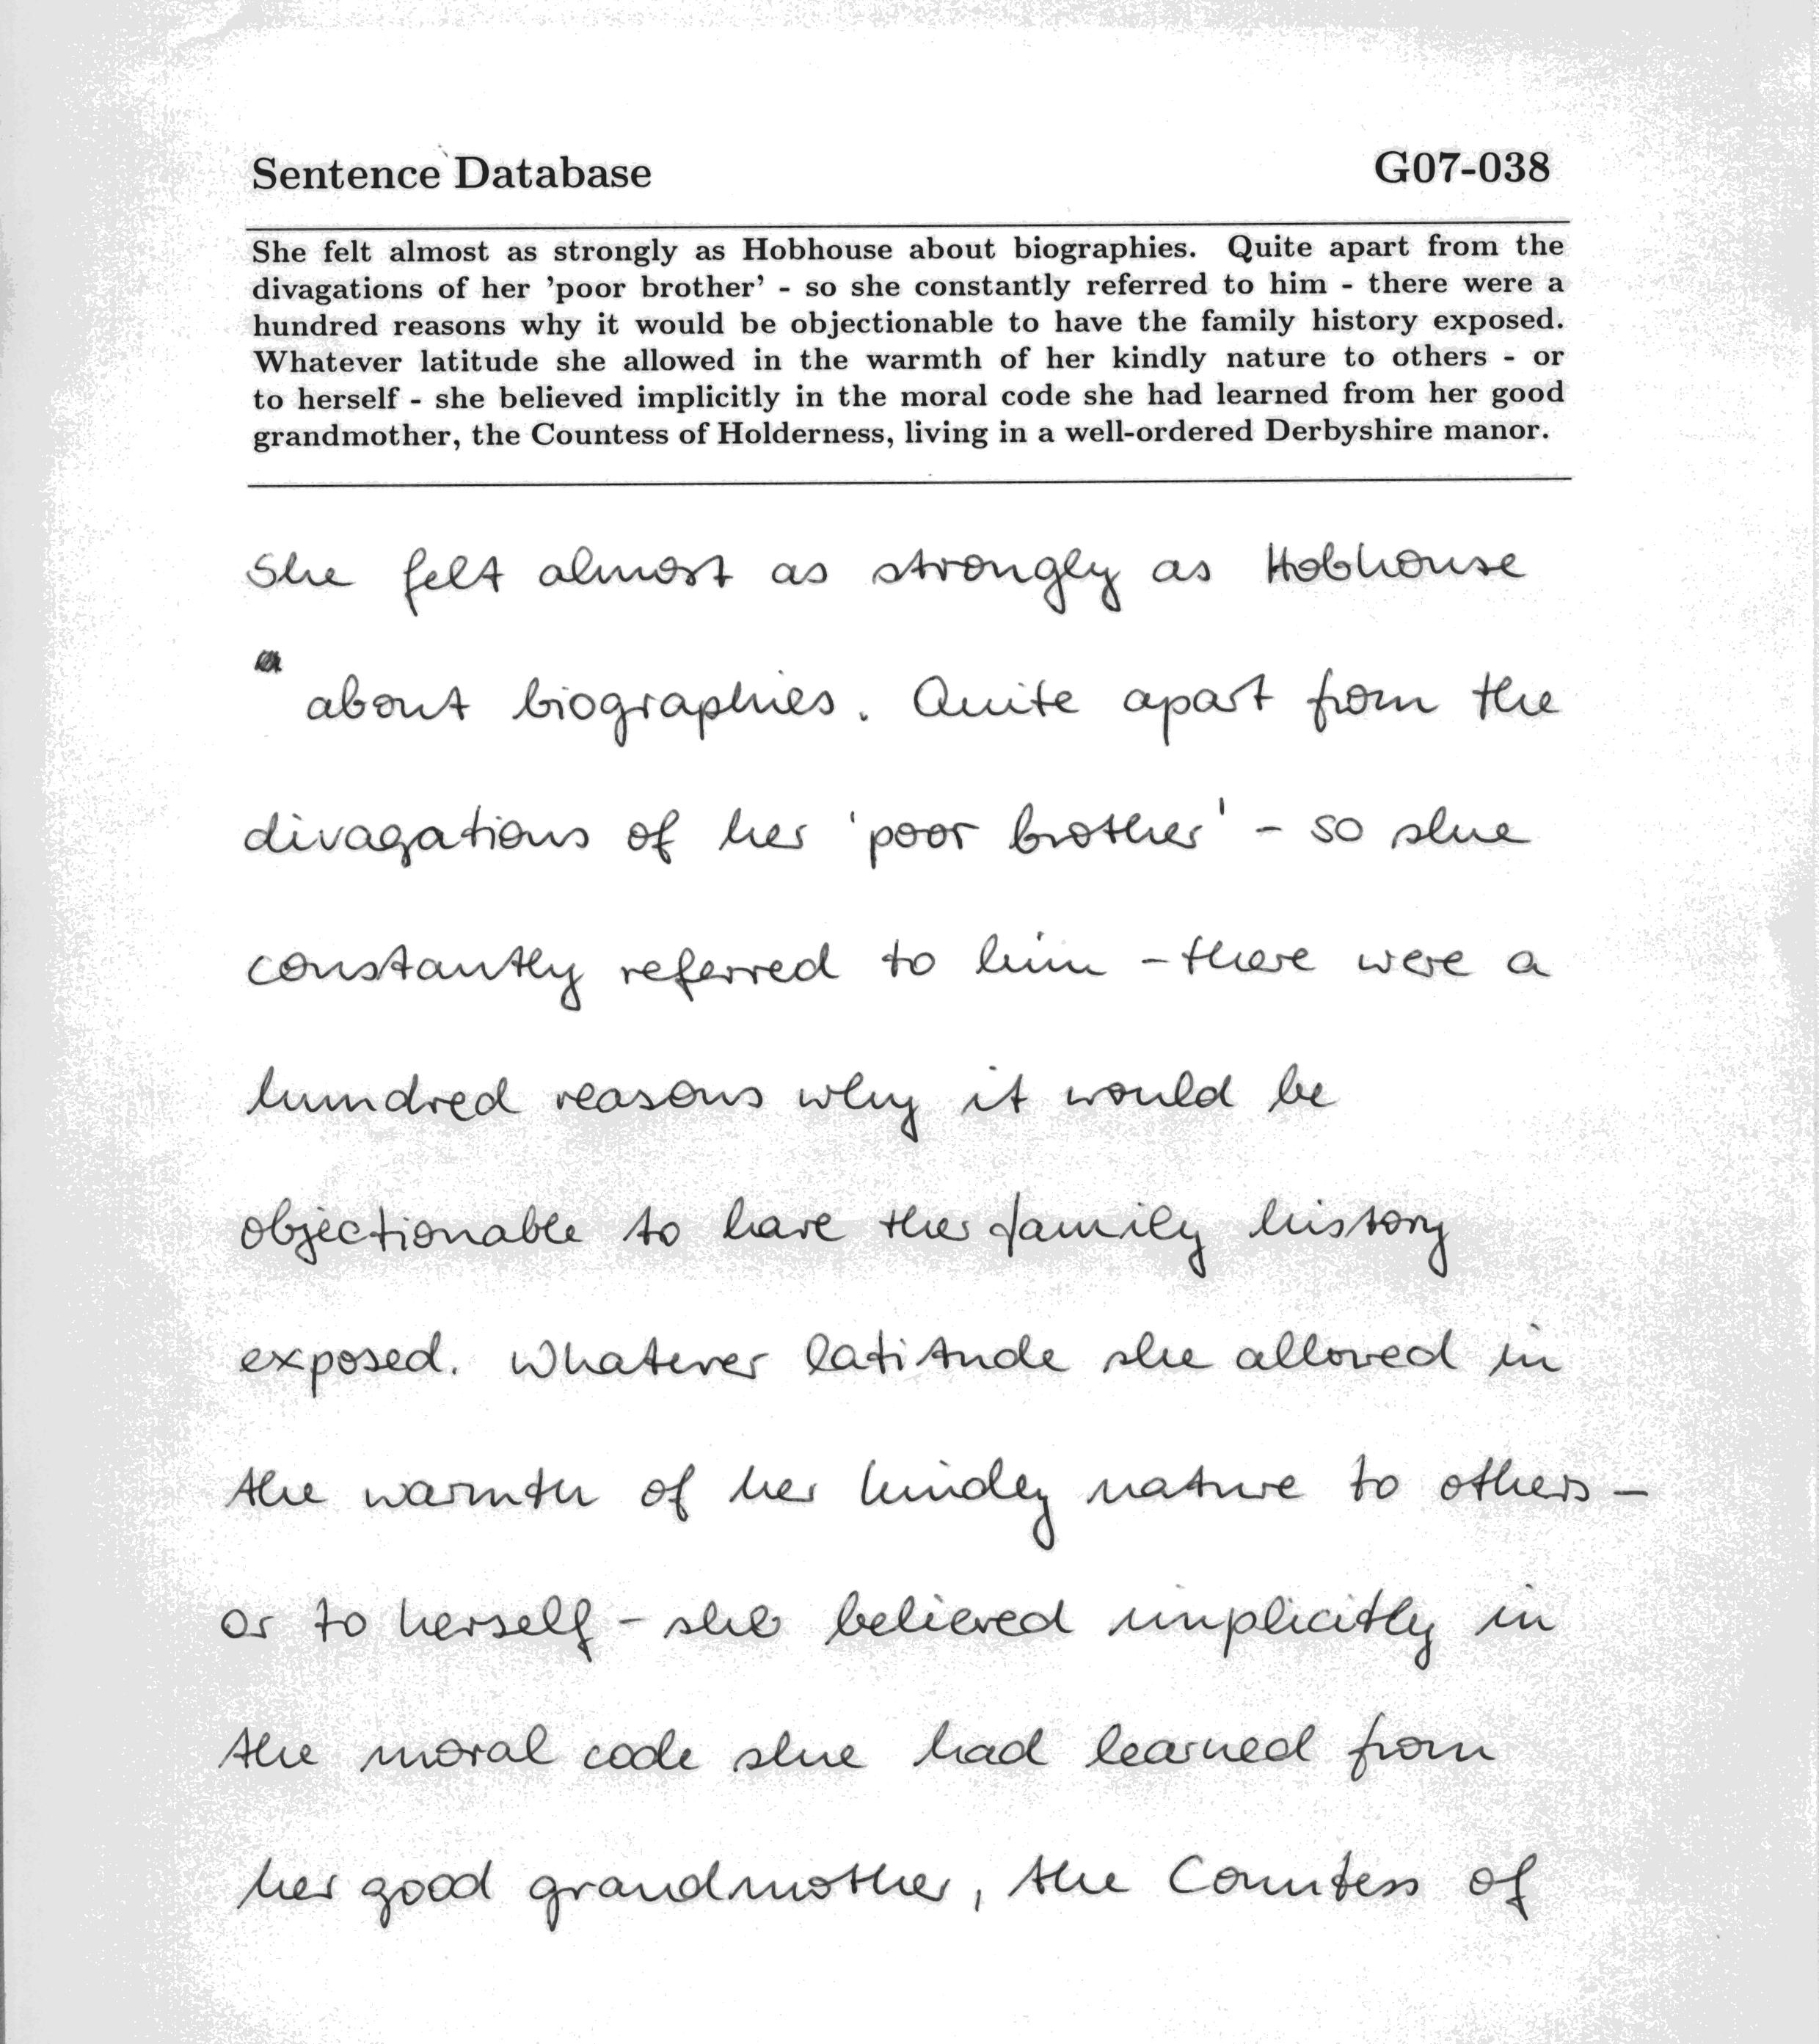 Sentence Database G07-038
She felt almost as strongly as Hobhouse about biographies. Quite apart from the
divagations of her 'poor brother' - so she constantly referred to him - there were a
hundred reasons why it would be objectionable to have the family history exposed.
Whatever latitude she allowed in the warmth of her kindly nature to others - or
to herself - she believed implicitly in the moral code she had learned from her good
grandmother, the Countess of Holderness, living in a well-ordered Derbyshire manor.
She felt almost as strongly as Hobhouse
about biographies. Quite apart from the
divagations of her 'poor brother' - so she
constantly referred to him - there were a
hundred reasons why it would be
objectionable to have the family history
exposed. Whatever latitude she allowed in
the warmth of her kindly nature to others -
or to herself - she believed implicitly in
the moral code she had learned from
her good grandmother, the Countess of